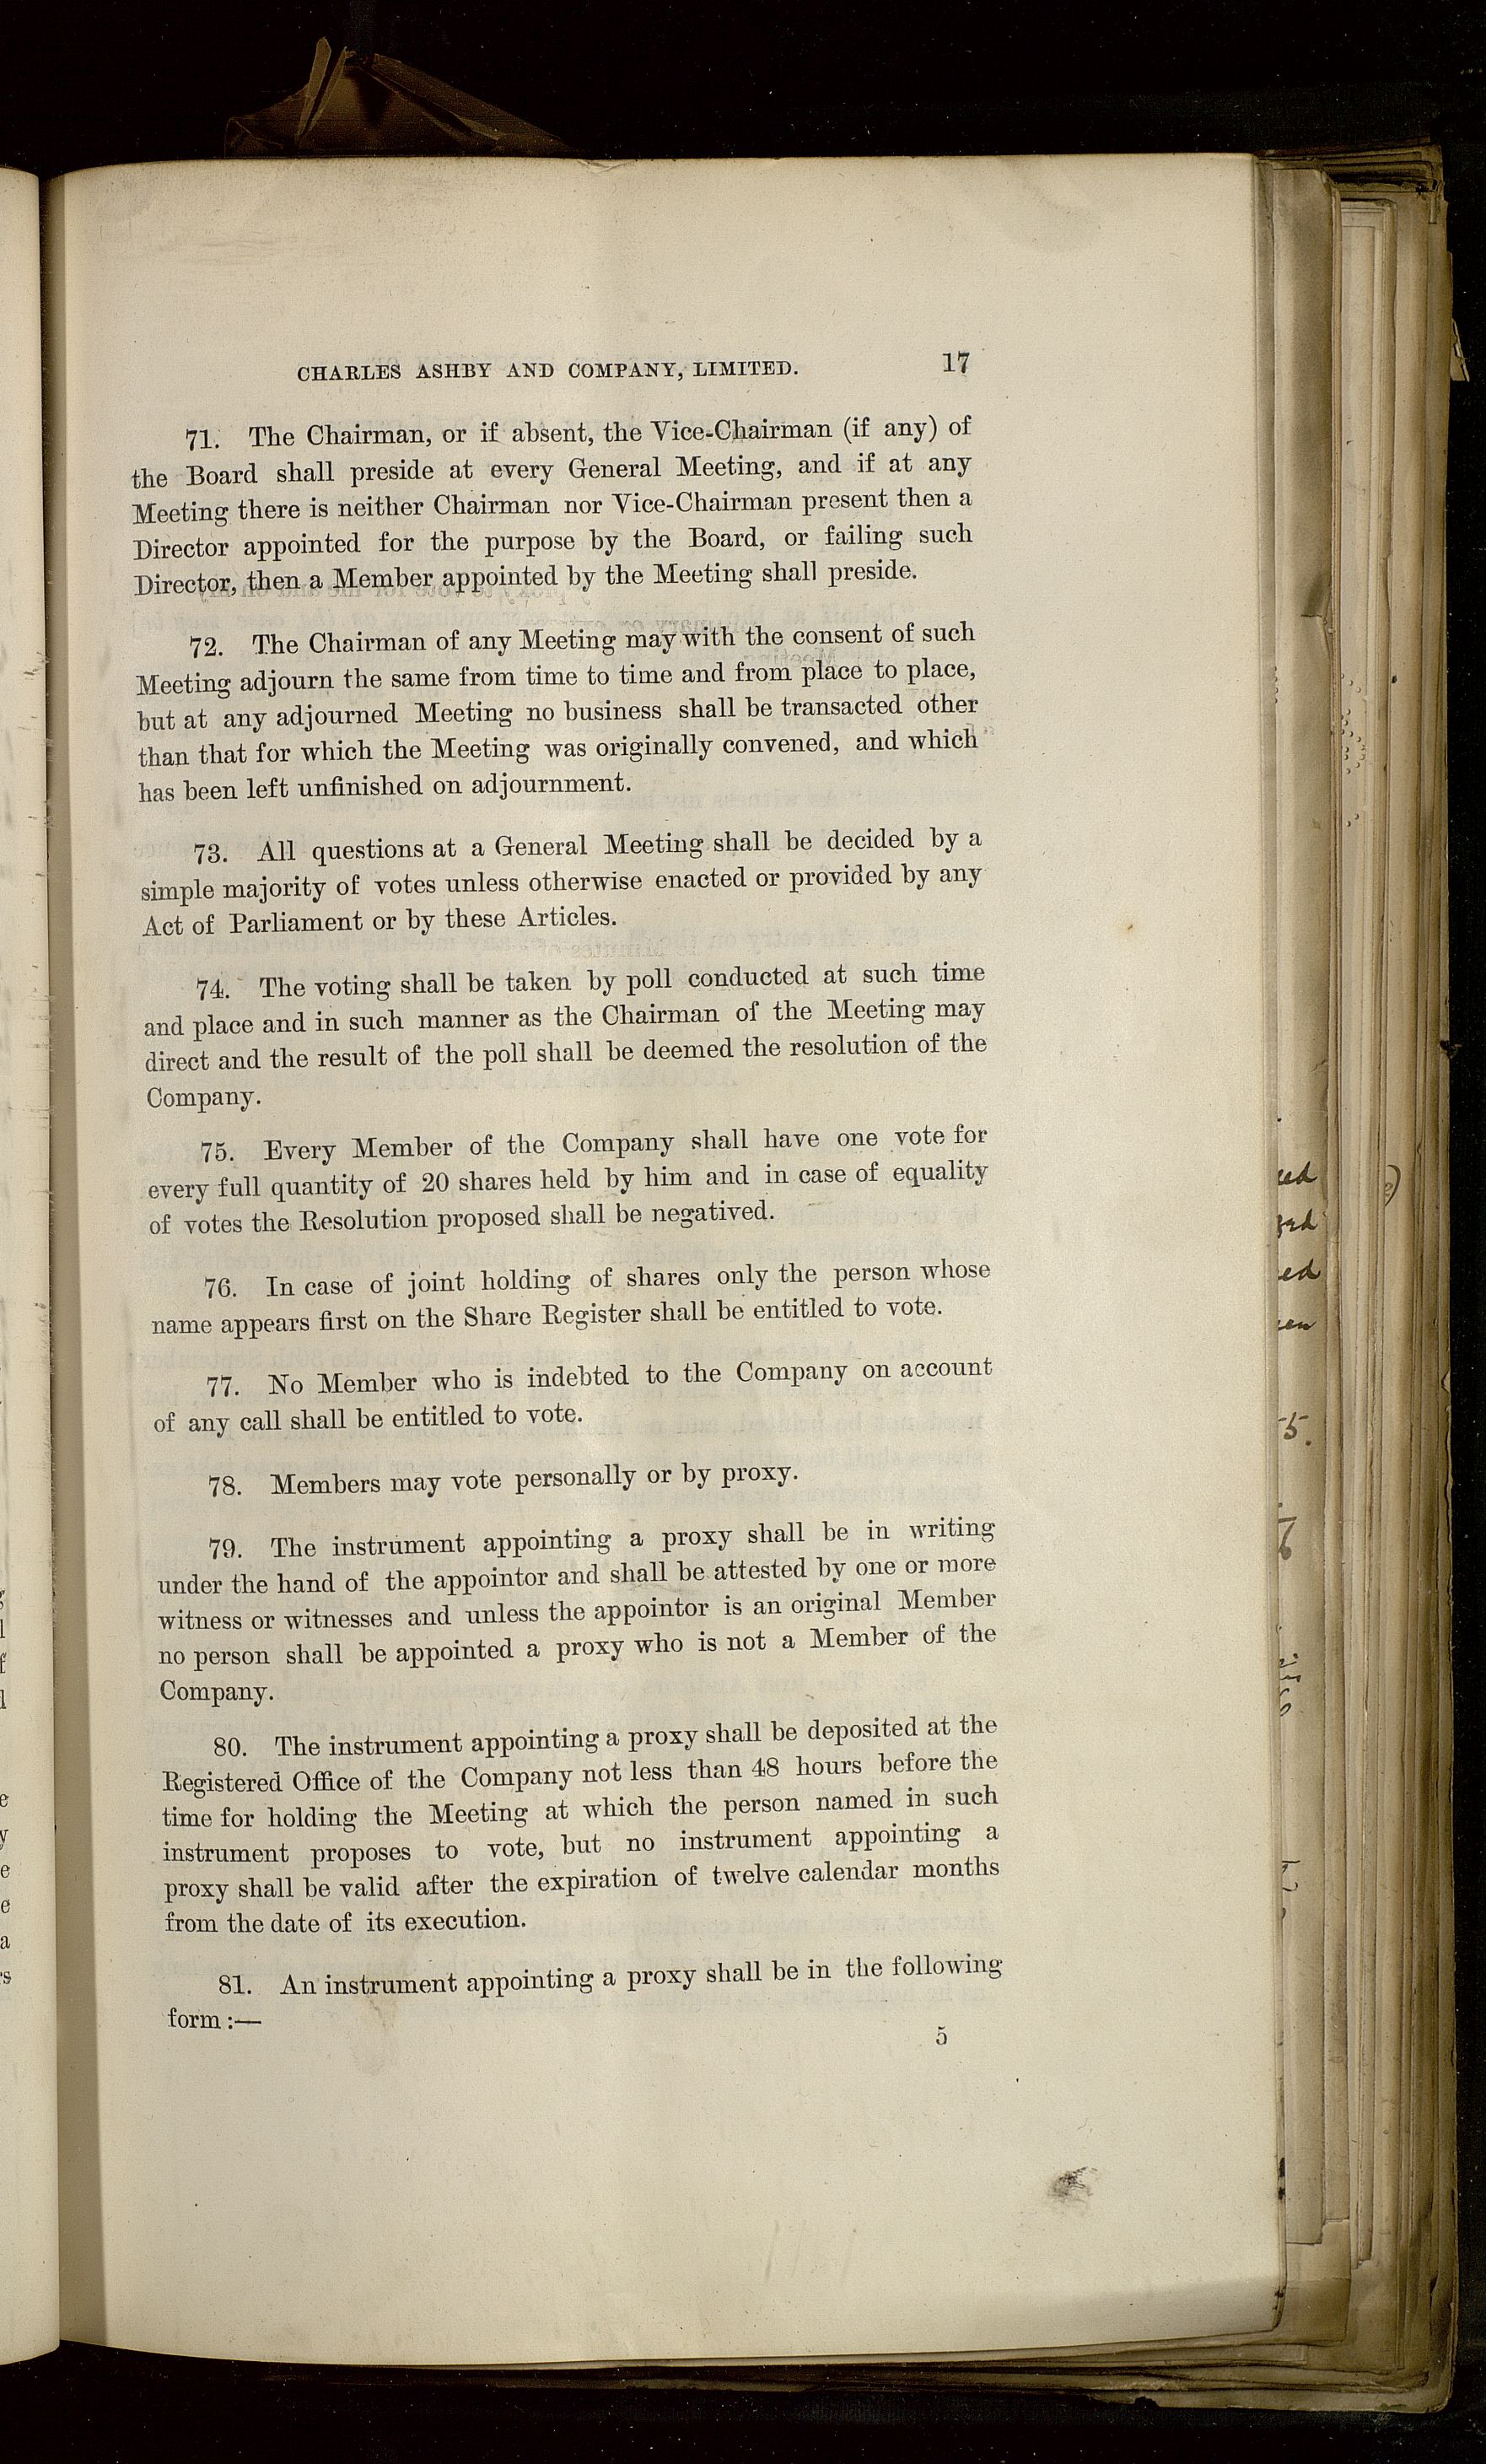 CHARLES ASHBY AND COMPANY, LIMITED. 17
71. The Chairman, or if absent, the Vice-Chairman (if any) of
the Board shall preside at every General Meeting, and if at any
Meeting there is neither Chairman nor Vice-Chairman present then a
Director appointed for the purpose by the Board, or failing such
Director, then a Member appointed by the Meeting shall preside.
72. The Chairman of any Meeting may with the consent of such
Meeting adjourn the same from time to time and from place to place,
but at any adjourned Meeting no business shall be transacted other
than that for which the Meeting was originally convened, and which
has been left unfinished on adjournment.
73. All questions at a General Meeting shall be decided by a
simple majority of votes unless otherwise enacted or provided by any
Act of Parliament or by these Articles.
74. The voting shall be taken by poll conducted at such time
and place and in such manner as the Chairman of the Meeting may
direct and the result of the poll shall be deemed the resolution of the
Company.
75. Every Member of the Company shall have one vote for
every full quantity of 20 shares held by him and in case of equality
of votes the Resolution proposed shall be negatived.
76. In case of joint holding of shares only the person whose
name appears first on the Share Register shall be entitled to vote.
77. No Member who is indebted to the Company on account
of any call shall be entitled to vote.
78. Members may vote personally or by proxy.
79. The instrument appointing a proxy shall be in writing
under the hand of the appointor and shall be attested by one or more
witness or witnesses and unless the appointor is an original Member
no person shall be appointed a proxy who is not a Member of the
Company.
80. The instrument appointing a proxy shall be deposited at the
Registered Office of the Company not less than 48 hours before the
time for holding the Meeting at which the person named in such
instrument proposes to vote, but no instrument appointing a
proxy shall be valid after the expiration of twelve calendar months
from the date of its execution.
81. An instrument appointing a proxy shall be in the following
form :—
5